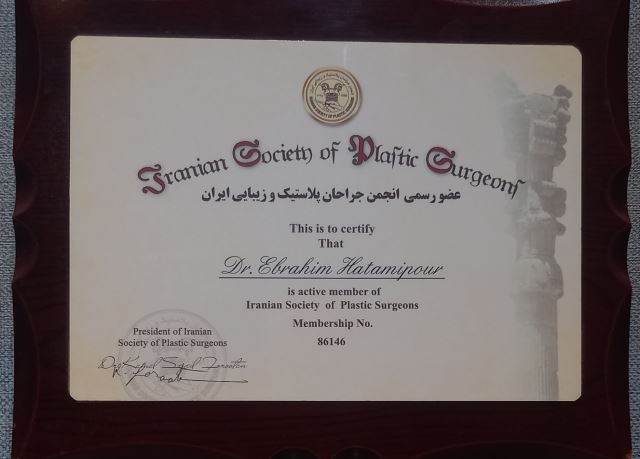 Iranian Society of Plastic Surgeons
عضو رسمی انجمن جراحان پلاستیک و زیبایی ایران
This is to certify
That
Dr. Ebrahim Hatamipour
is active member of
Iranian Society of Plastic Surgeons
Membership No.
86146
President of Iranian
Society of Plastic Surgeons